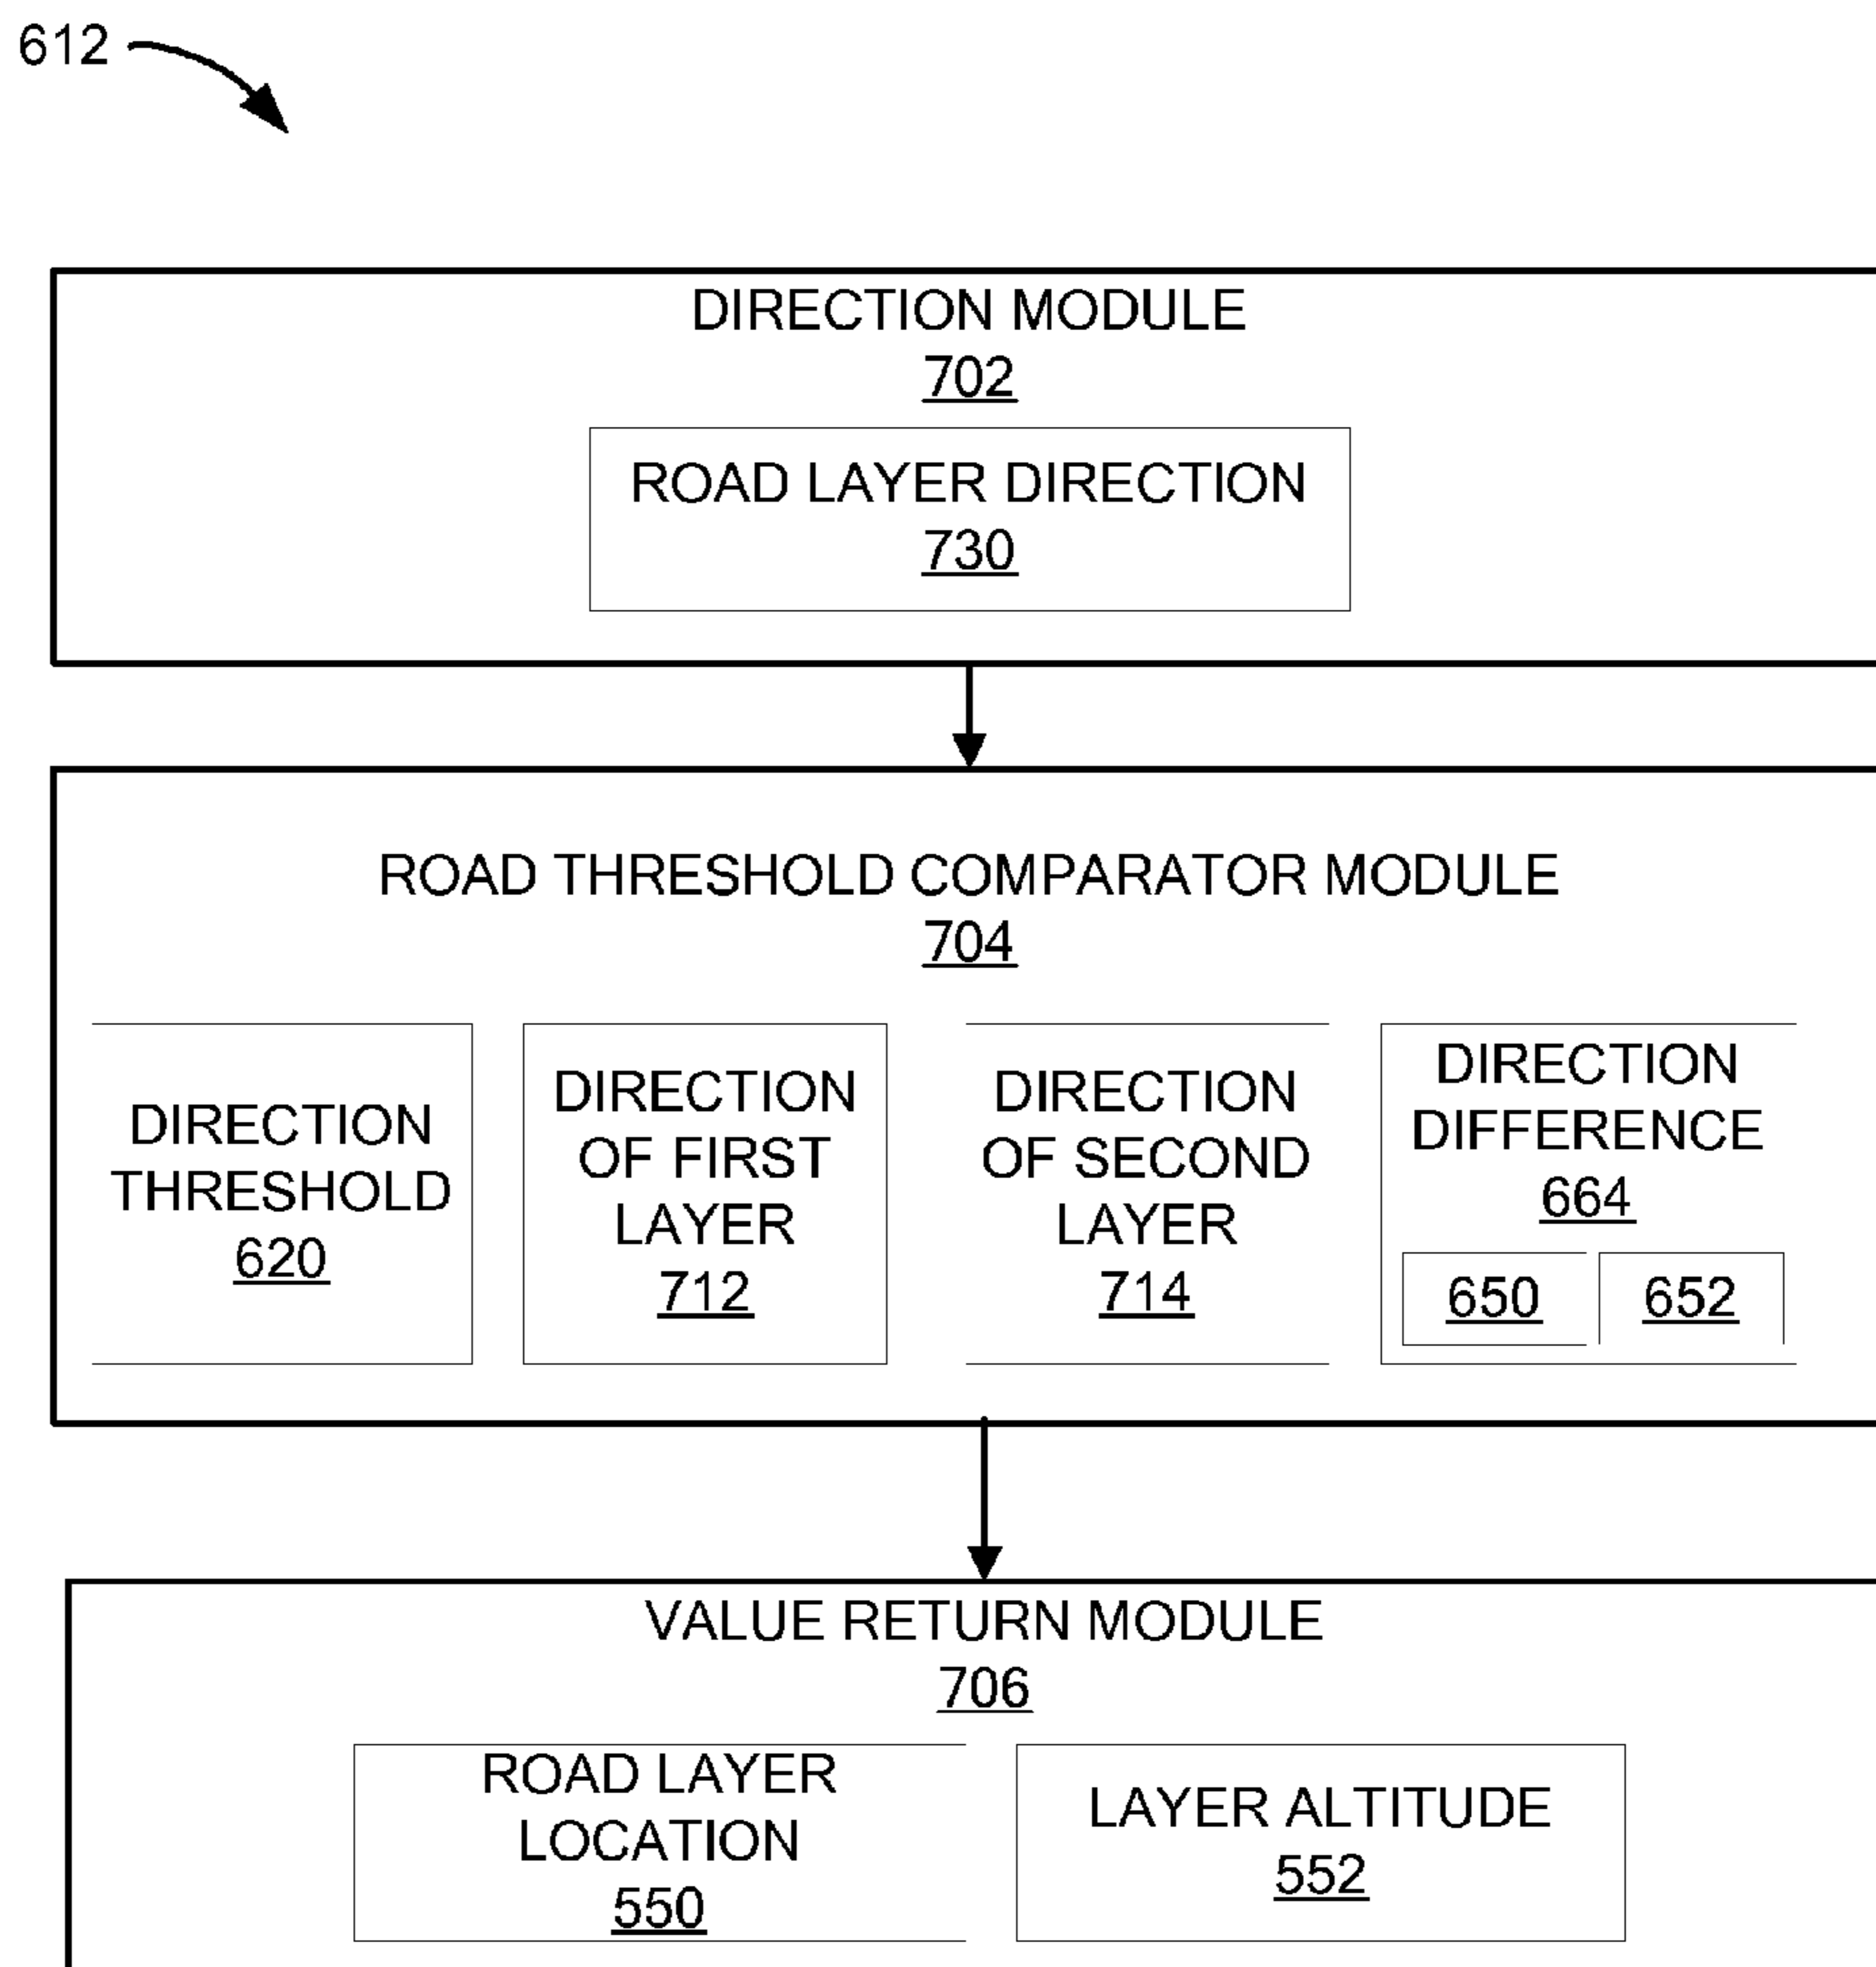 612
DIRECTION MODULE
702
ROAD LAYER DIRECTION
730
ROAD THRESHOLD COMPARATOR MODULE
704
DIRECTION
THRESHOLD
620
DIRECTION
OF FIRST
LAYER
712
DIRECTION
OF SECOND
LAYER
714
DIRECTION
DIFFERENCE
664
650
652
VALUE RETURN MODULE
706
ROAD LAYER
LOCATION
550
LAYER ALTITUDE
552